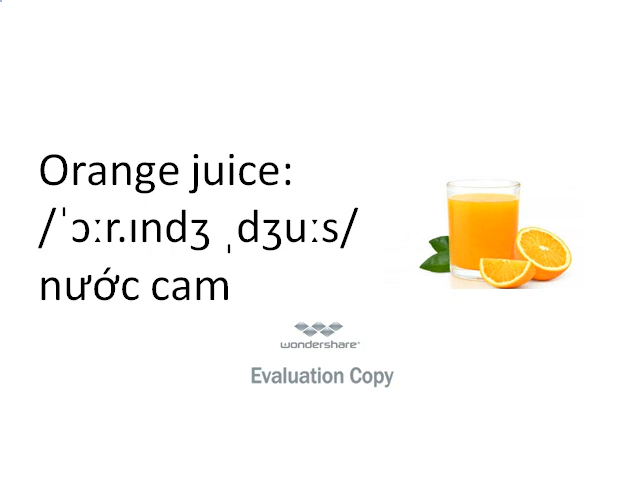 Orange juice:
/ˈɔːr.ɪndʒ ˌdʒuːs/
nước cam
wondershare
Evaluation Copy